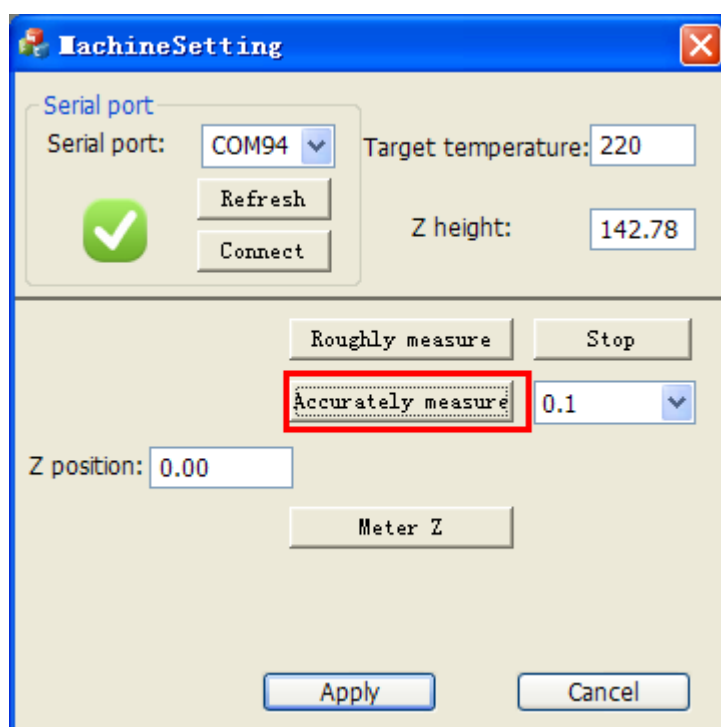 MachineSetting
Serial port
Serial port: COM94 Target temperature: 220
Refresh
Z height: 142.78
Connect
Roughly measure Stop
Accurately measure 0.1
Z position: 0.00
Meter Z
Apply Cancel